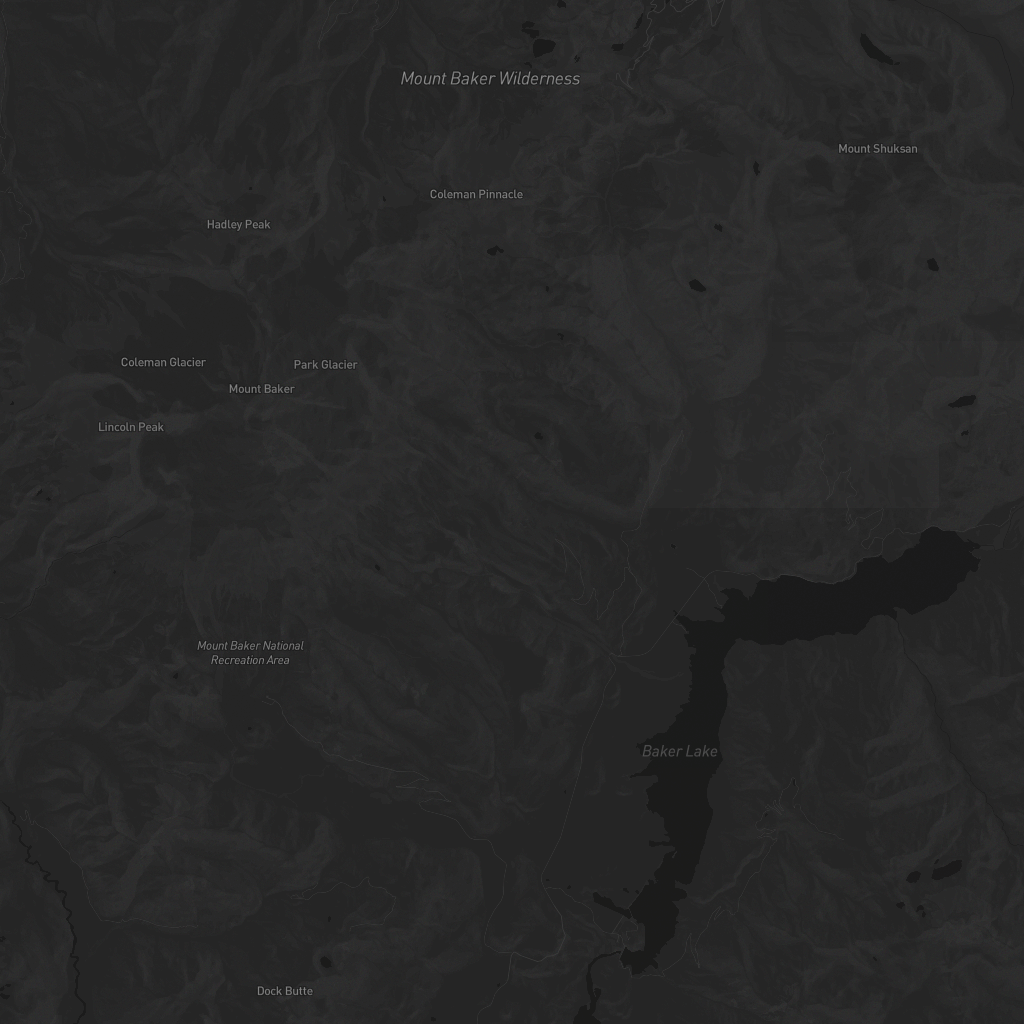 Mount Baker Wilderness
Mount Shuksan
Coleman Pinnacle
Hadley Peak
Coleman Glacier
Park Glacier
Mount Baker
Lincoln Peak
Mount Baker National
Recreation Area
Baker Lake
Dock Butte